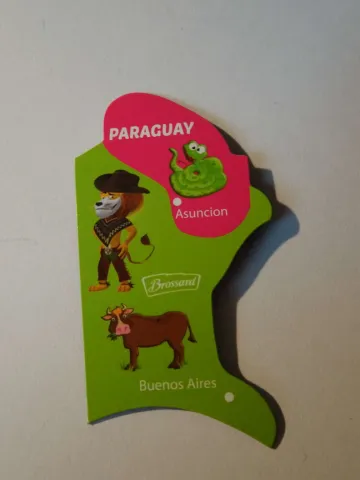 PARAGUAY
Asuncion
Brossard
Buenos Aires